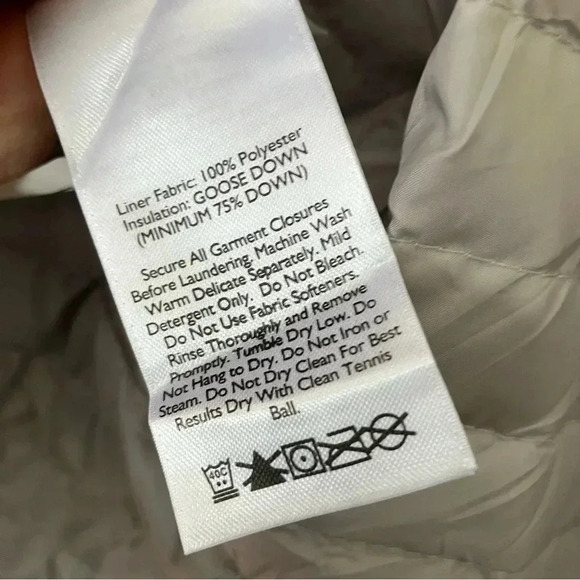 Liner Fabric: 100% Polyester
Insulation: GOOSE DOWN
(MINIMUM 75% DOWN)
Secure All Garment Closures
Before Laundering, Machine Wash
Warm Delicate Separately. Mild
Detergent Only. Do Not Bleach.
Do Not Use Fabric Softeners.
Rinse Thoroughly and Remove
Promptly. Tumble Dry Low. Do
Not Hang to Dry. Do Not Iron or
Steam. Do Not Dry Clean For Best
Results Dry With Clean Tennis
Ball.
40C